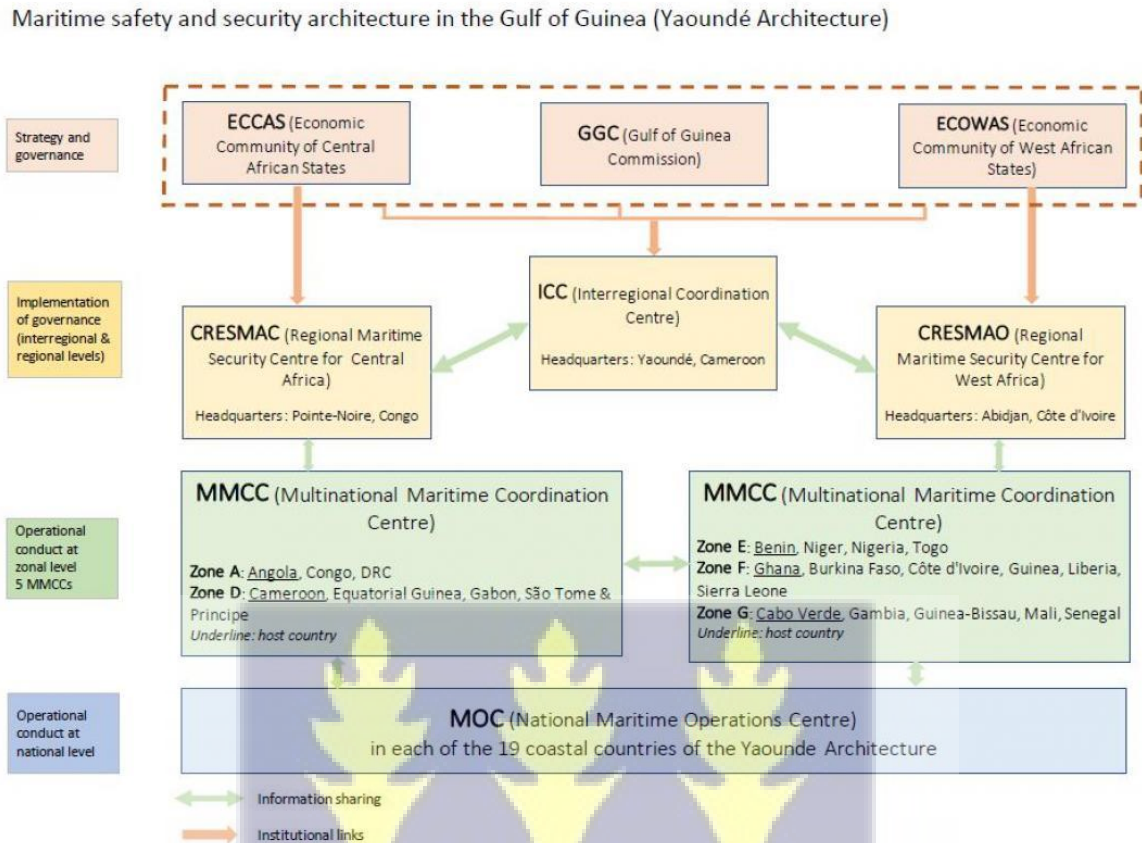 Maritime safety and security architecture in the Gulf of Guinea (Yaoundé Architecture)
Strategy and
governance
ECCAS (Economic
Community of Central
African States
GGC (Gulf of Guinea
Commission)
ECOWAS (Economic
Community of West African
States)
Implementation
of governance
(interregional &
regional levels)
CRESMAC (Regional Maritime
Security Centre for Central
Africa)
Headquarters: Pointe-Noire, Congo
ICC (Interregional Coordination
Centre)
Headquarters: Yaoundé, Cameroon
CRESMAO (Regional
Maritime Security Centre for
West Africa)
Headquarters: Abidjan, Côte d'Ivoire
Operational
conduct at
zonal level
5 MMCCs
MMCC (Multinational Maritime Coordination
Centre)
Zone A: Angola, Congo, DRC
Zone D: Cameroon, Equatorial Guinea, Gabon, São Tome &
Principe
Underline: host country
MMCC (Multinational Maritime Coordination
Centre)
Zone E: Benin, Niger, Nigeria, Togo
Zone F: Ghana, Burkina Faso, Côte d'Ivoire, Guinea, Liberia,
Sierra Leone
Zone G: Cabo Verde, Gambia, Guinea-Bissau, Mali, Senegal
Underline: host country
Operational
conduct at
national level
MOC (National Maritime Operations Centre)
in each of the 19 coastal countries of the Yaounde Architecture
Information sharing
Institutional links